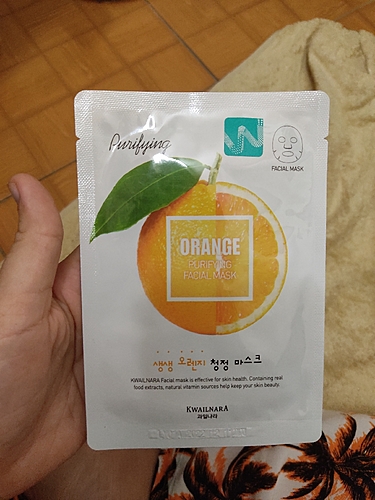 Purifying
W
FACIAL MASK
ORANGE
PURIFYING
FACIAL MASK
생생 오렌지 청정 마스크
KWAILNARA Facial mask is effective for skin health. Containing real
food extracts, natural vitamin sources help keep your skin beauty.
KWAILNARA
과일나라